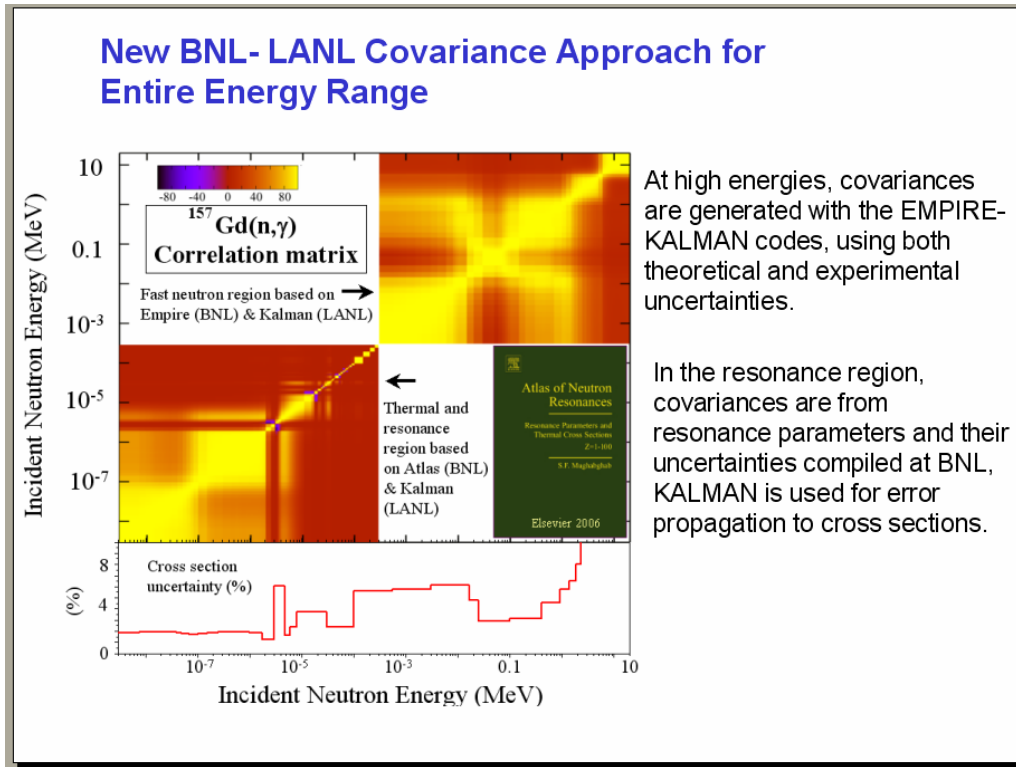 New BNL- LANL Covariance Approach for
Entire Energy Range
10
0.1
10-3
10-5
10-7
Incident Neutron Energy (MeV)
-80 -40 0 40 80
157Gd(n,γ)
Correlation matrix
Fast neutron region based on
Empire (BNL) & Kalman (LANL)
Thermal and
resonance
region based
on Atlas (BNL)
& Kalman
(LANL)
Atlas of Neutron
Resonances
Resonance Parameters and
Thermal Cross Sections
Z=1-100
S.F. Mughabghab
Elsevier 2006
Cross section
uncertainty (%)
(%)
8
4
0
10-7 10-5 10-3 0.1 10
Incident Neutron Energy (MeV)
At high energies, covariances
are generated with the EMPIRE-
KALMAN codes, using both
theoretical and experimental
uncertainties.
In the resonance region,
covariances are from
resonance parameters and their
uncertainties compiled at BNL,
KALMAN is used for error
propagation to cross sections.